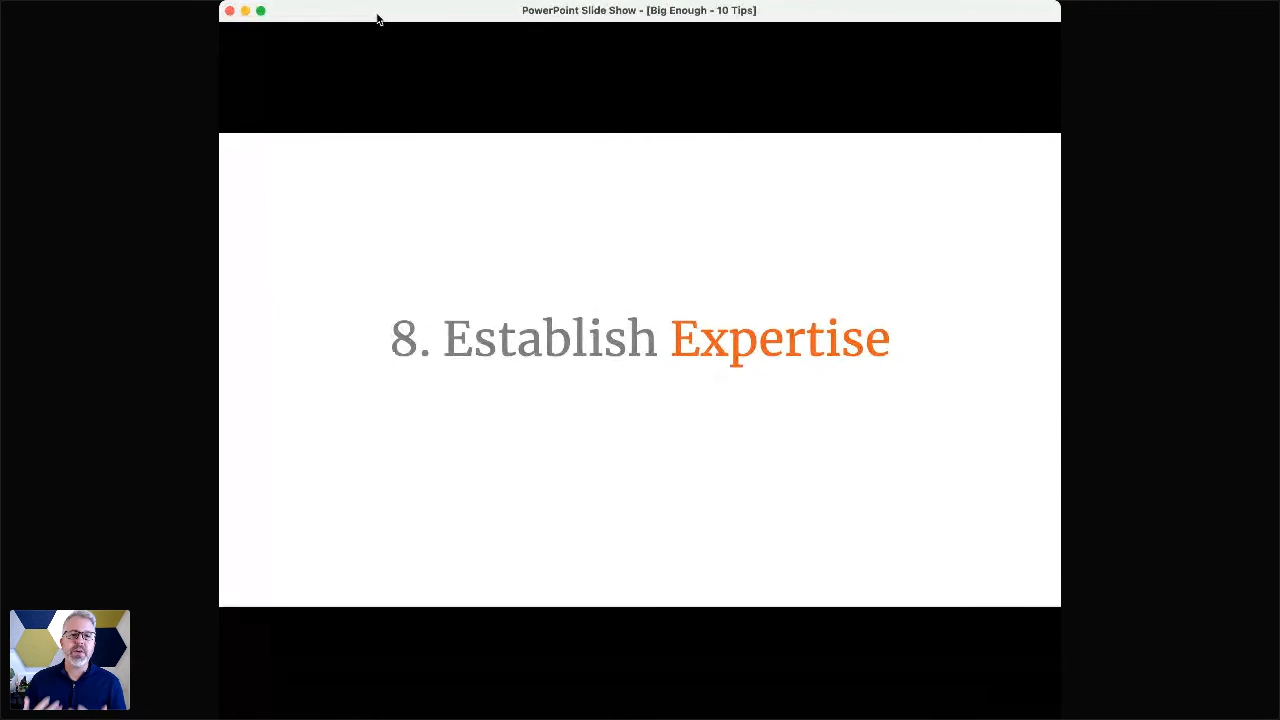 PowerPoint Slide Show - [Big Enough - 10 Tips]
8. Establish Expertise